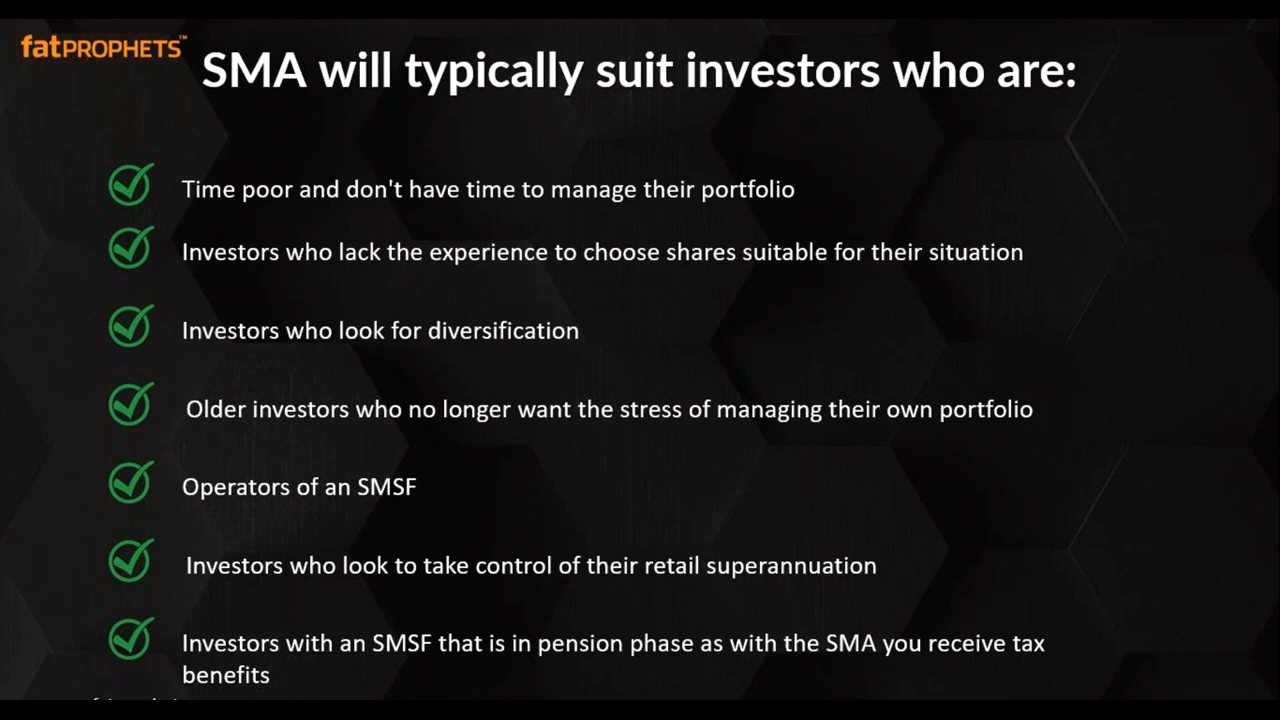 fatPROPHETS™
SMA will typically suit investors who are:
Time poor and don't have time to manage their portfolio
Investors who lack the experience to choose shares suitable for their situation
Investors who look for diversification
Older investors who no longer want the stress of managing their own portfolio
Operators of an SMSF
Investors who look to take control of their retail superannuation
Investors with an SMSF that is in pension phase as with the SMA you receive tax
benefits